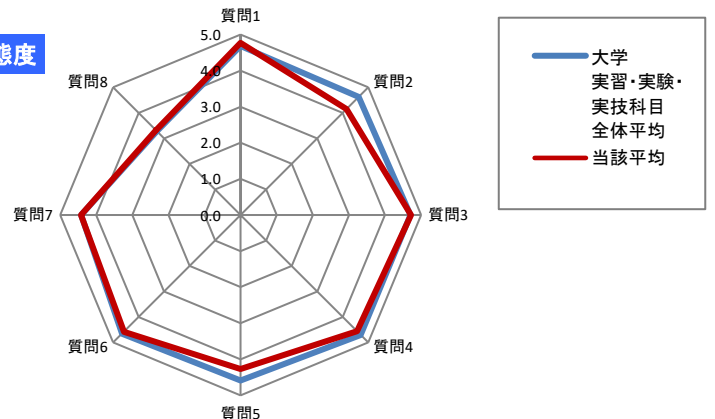 態度
質問1
質問2
質問3
質問4
質問5
質問6
質問7
質問8
5.0
4.0
3.0
2.0
1.0
0.0
大学
実習・実験・
実技科目
全体平均
当該平均